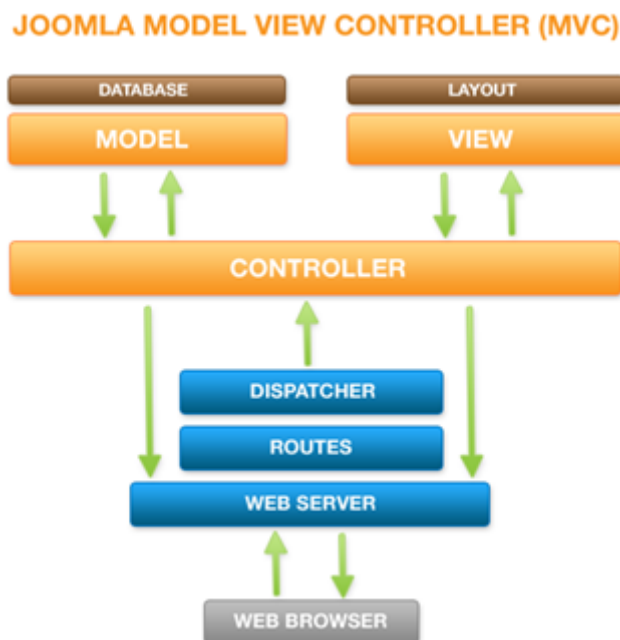 JOOMLA MODEL VIEW CONTROLLER (MVC)
DATABASE
LAYOUT
MODEL
VIEW
CONTROLLER
DISPATCHER
ROUTES
WEB SERVER
WEB BROWSER